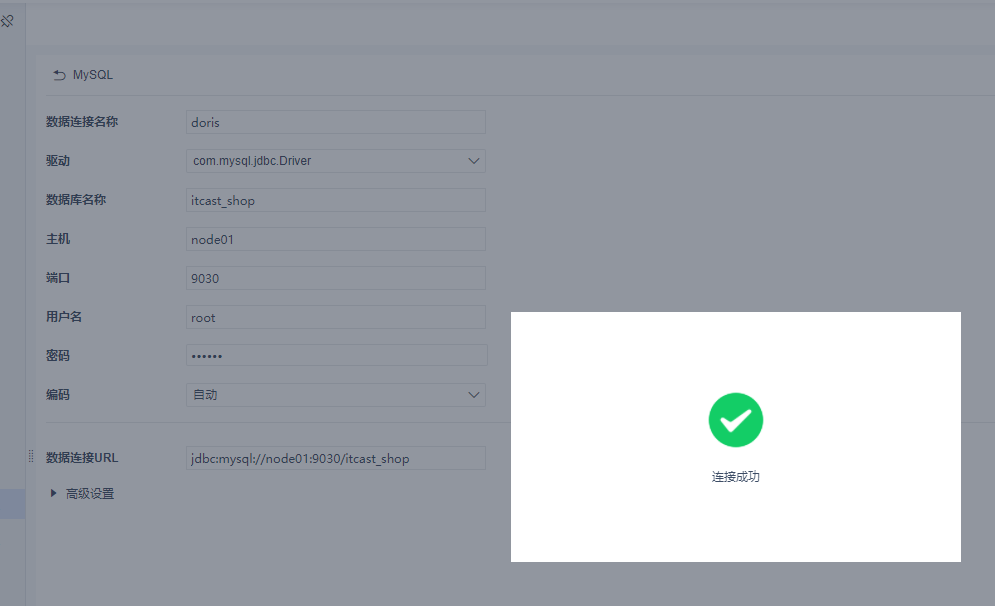 MySQL
数据连接名称 doris
驱动 com.mysql.jdbc.Driver
数据库名称 itcast_shop
主机 node01
端口 9030
用户名 root
密码 ••••••
编码 自动
数据连接URL jdbc:mysql://node01:9030/itcast_shop
高级设置
连接成功